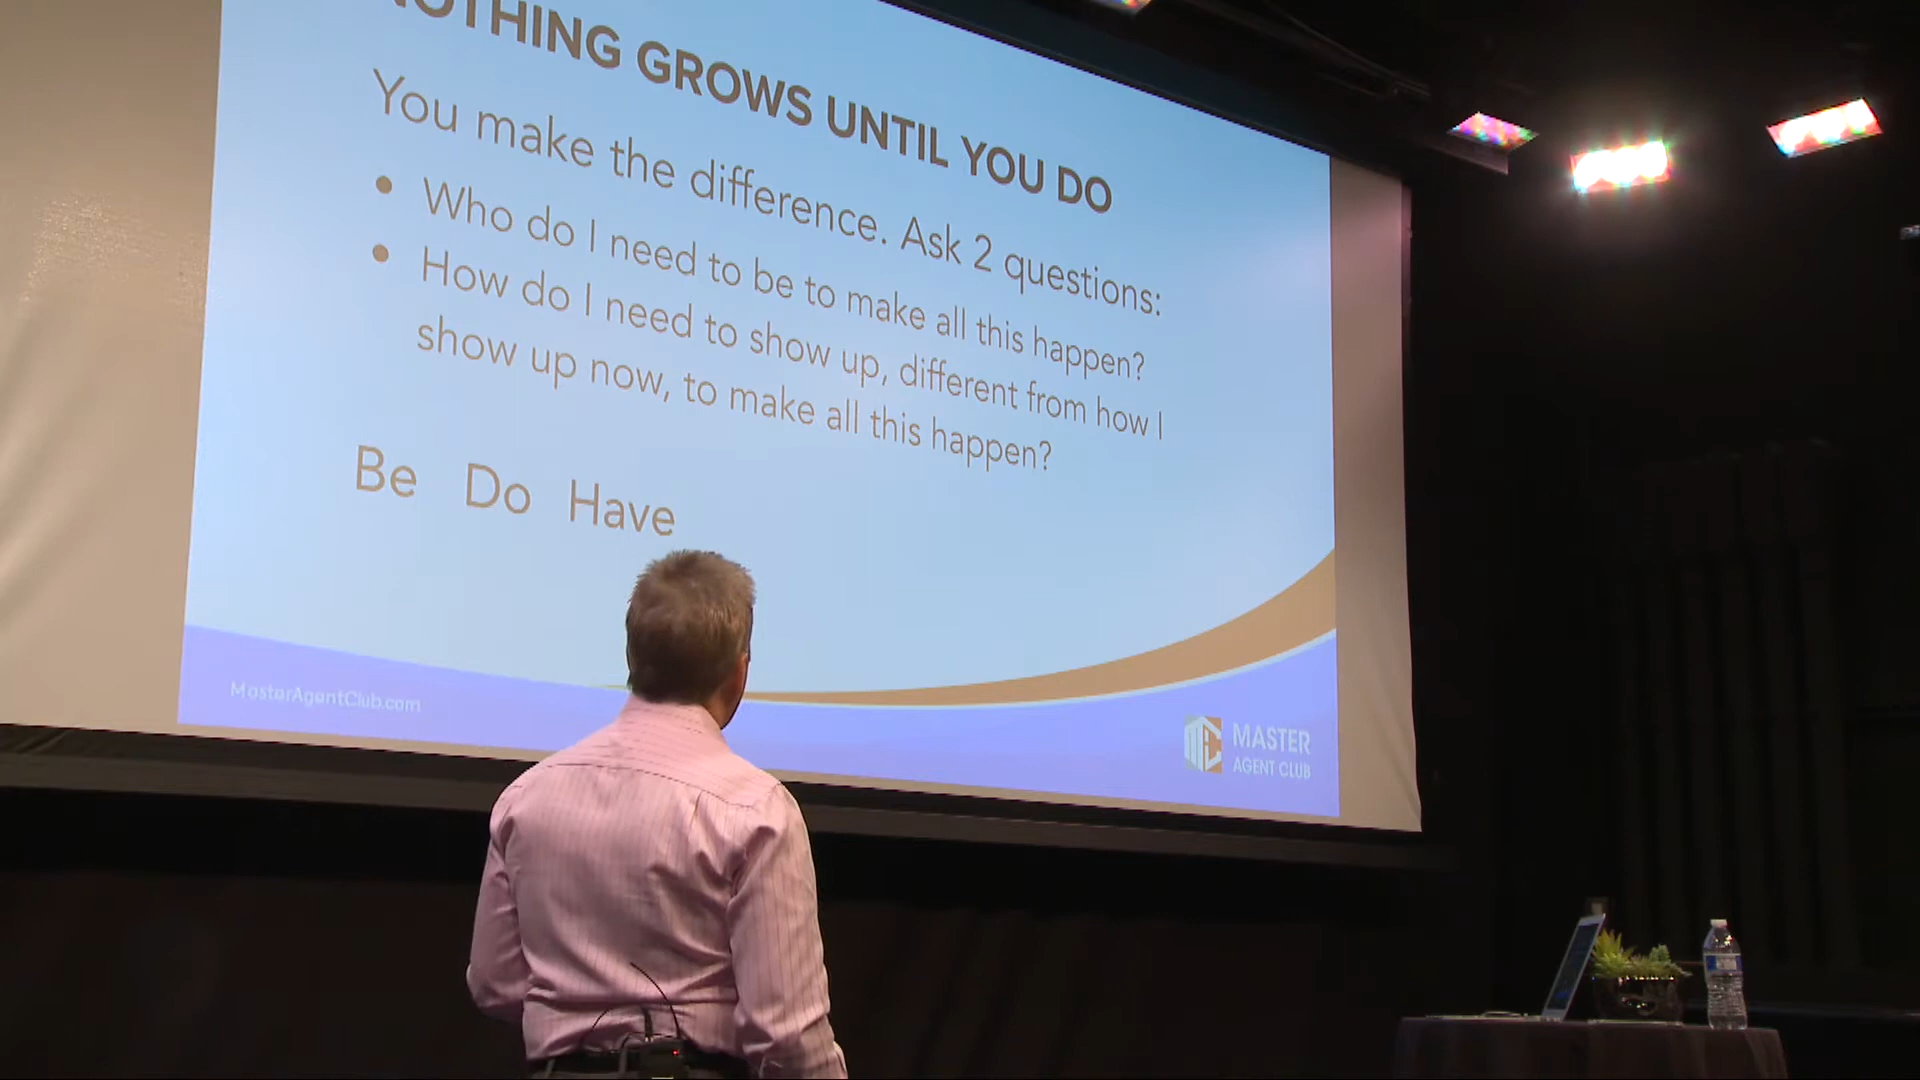 NOTHING GROWS UNTIL YOU DO
You make the difference. Ask 2 questions:
• Who do I need to be to make all this happen?
• How do I need to show up, different from how I
show up now, to make all this happen?
Be Do Have
MasterAgentClub.com
MASTER
AGENT CLUB